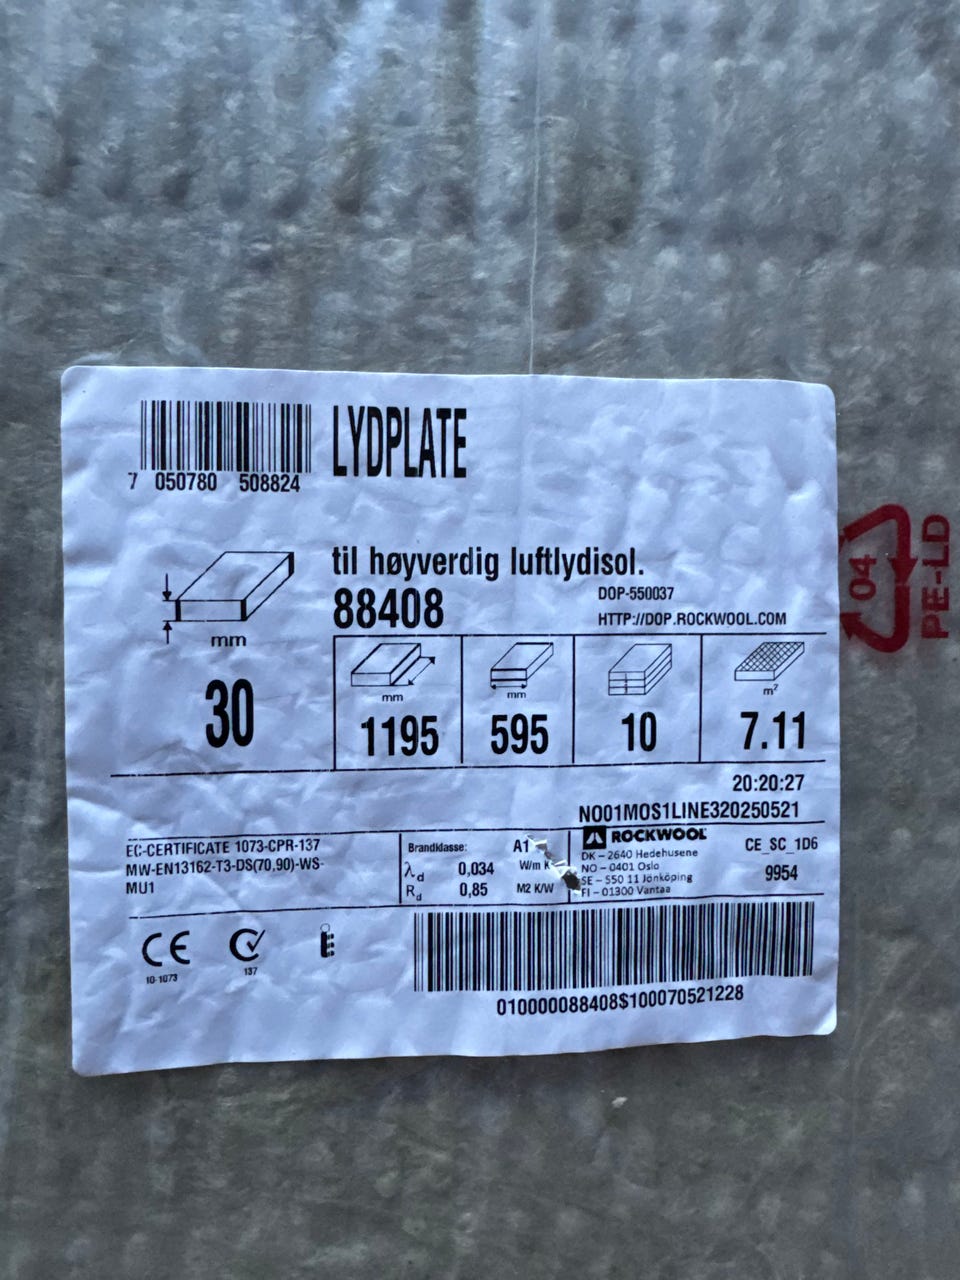 LYDPLATE
7 050780 508824
til høyverdig luftlydisol.
88408
DOP-550037
HTTP://DOP.ROCKWOOL.COM
mm
30
mm
1195
mm
595
10
m²
7.11
20:20:27
NO01MOS1LINE320250521
EC-CERTIFICATE 1073-CPR-137
MW-EN13162-T3-DS(70,90)-WS-
MU1
Brandklasse: A1
λd 0,034 W/m K
Rd 0,85 M2 K/W
ROCKWOOL
DK – 2640 Hedehusene
NO – 0401 Oslo
SE – 550 11 Jönköping
FI – 01300 Vantaa
CE_SC_1D6
9954
CE
10-1073
137
010000088408$100070521228
04
PE-LD